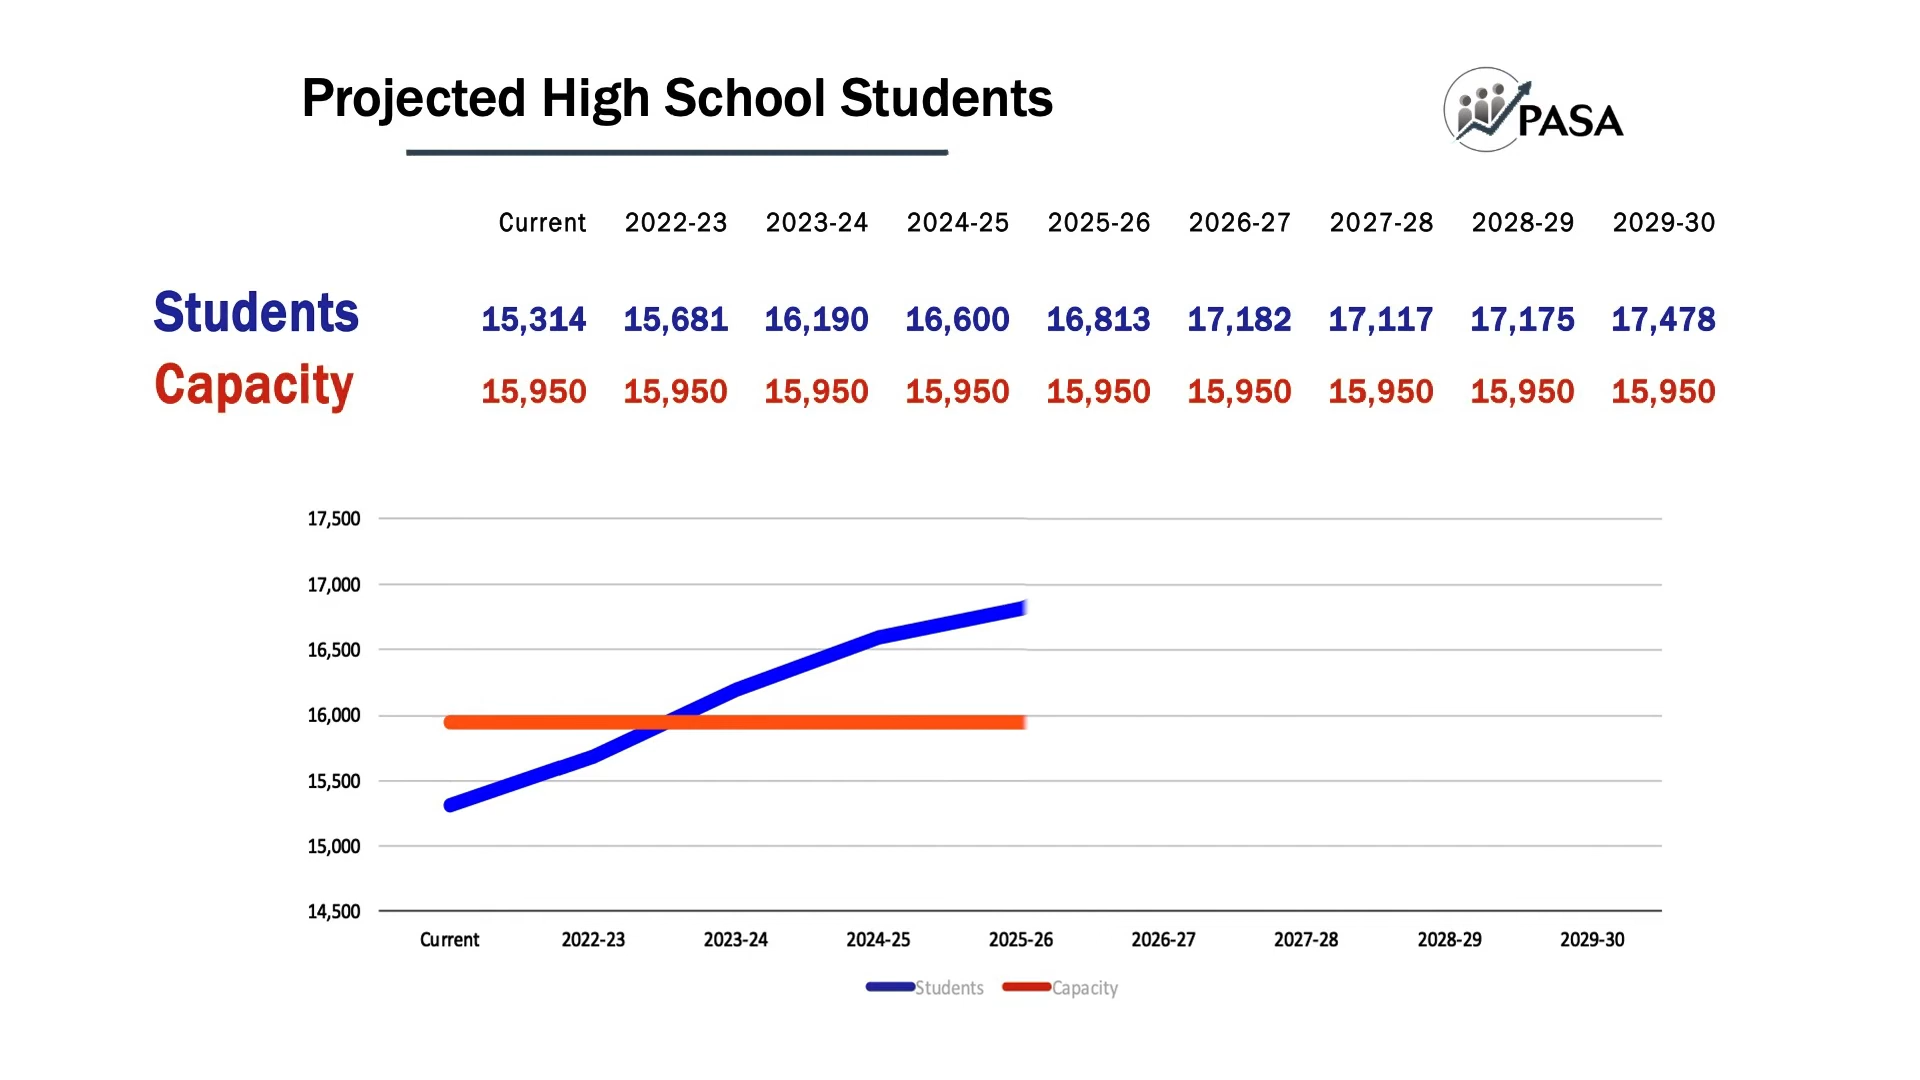 Projected High School Students
PASA
Current 2022-23 2023-24 2024-25 2025-26 2026-27 2027-28 2028-29 2029-30
Students 15,314 15,681 16,190 16,600 16,813 17,182 17,117 17,175 17,478
Capacity 15,950 15,950 15,950 15,950 15,950 15,950 15,950 15,950 15,950
17,500
17,000
16,500
16,000
15,500
15,000
14,500
Current 2022-23 2023-24 2024-25 2025-26 2026-27 2027-28 2028-29 2029-30
Students Capacity